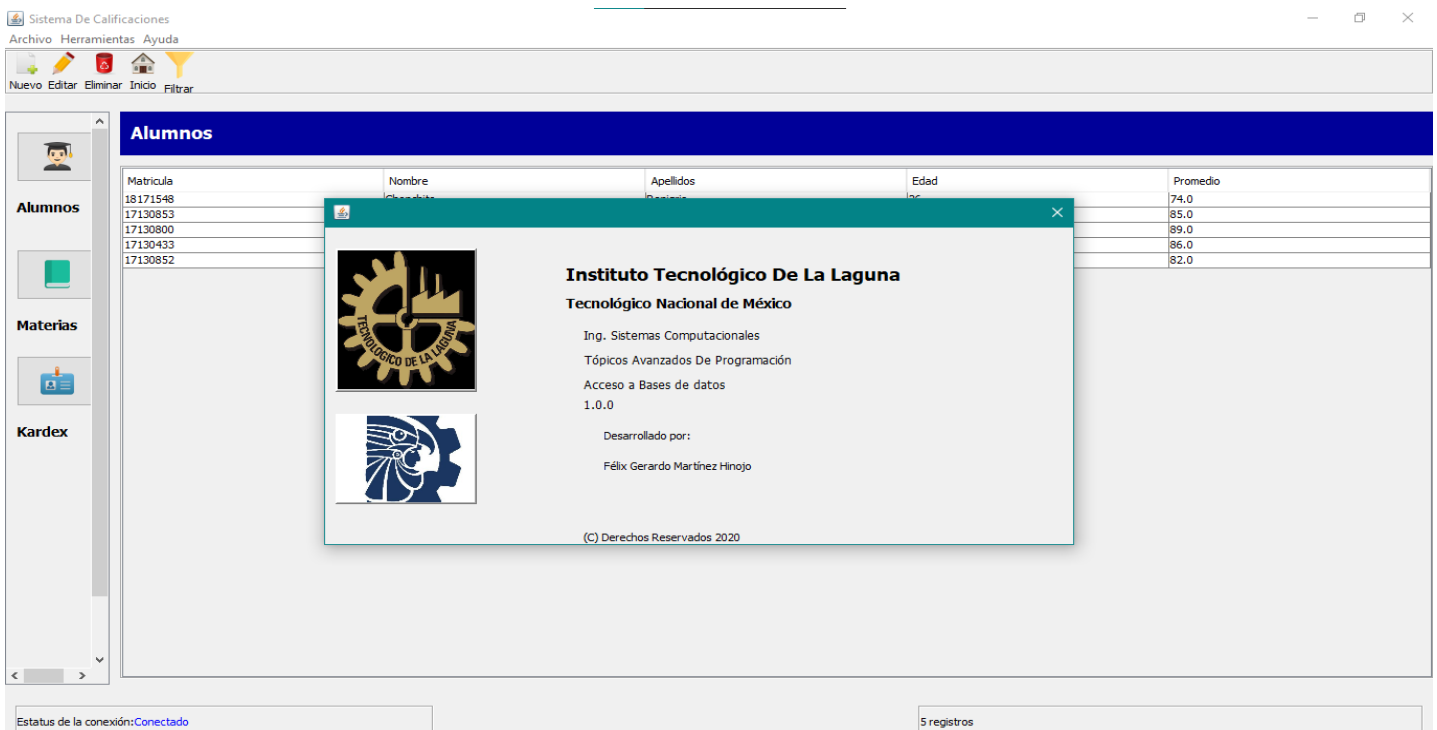 Sistema De Calificaciones
Archivo Herramientas Ayuda
Nuevo Editar Eliminar Inicio Filtrar
Alumnos
Materias
Kardex
Alumnos
Matricula Nombre Apellidos Edad Promedio
18171548 74.0
17130853 85.0
17130800 89.0
17130433 86.0
17130852 82.0
TECNOLOGICO DE LA LAGUNA
Instituto Tecnológico De La Laguna
Tecnológico Nacional de México
Ing. Sistemas Computacionales
Tópicos Avanzados De Programación
Acceso a Bases de datos
1.0.0
Desarrollado por:
Félix Gerardo Martínez Hinojo
(C) Derechos Reservados 2020
Estatus de la conexión:Conectado
5 registros